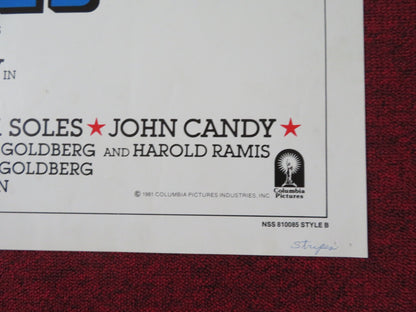 IN
SOLES ★ JOHN CANDY ★
GOLDBERG AND HAROLD RAMIS
GOLDBERG
N
© 1981 COLUMBIA PICTURES INDUSTRIES, INC.
Columbia
Pictures
NSS 810085 STYLE B
Stripes